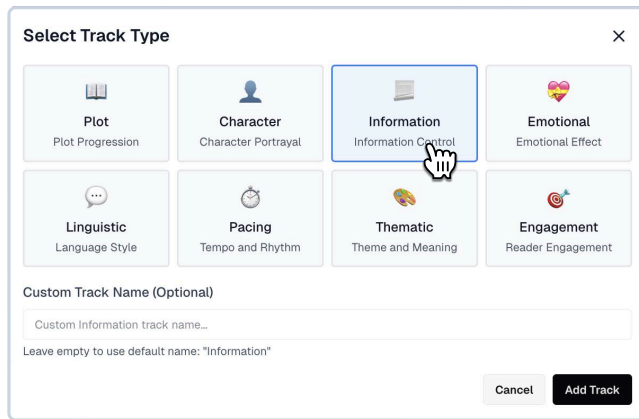 Select Track Type
Plot
Plot Progression
Character
Character Portrayal
Information
Information Control
Emotional
Emotional Effect
Linguistic
Language Style
Pacing
Tempo and Rhythm
Thematic
Theme and Meaning
Engagement
Reader Engagement
Custom Track Name (Optional)
Custom Information track name...
Leave empty to use default name: "Information"
Cancel
Add Track